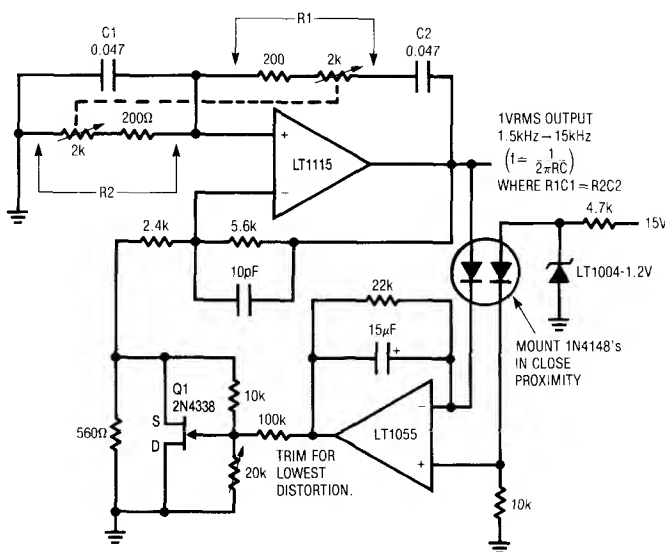 C1
0.047
R1
200
2k
C2
0.047
200Ω
2k
R2
+
−
LT1115
1VRMS OUTPUT
1.5kHz→15kHz
(f = 1/2πRC)
WHERE R1C1 = R2C2
4.7k
15V
LT1004-1.2V
MOUNT 1N4148's
IN CLOSE
PROXIMITY
2.4k
5.6k
10pF
22k
15μF
+
Q1
2N4338
S
D
10k
100k
20k
560Ω
TRIM FOR
LOWEST
DISTORTION.
−
+
LT1055
10k